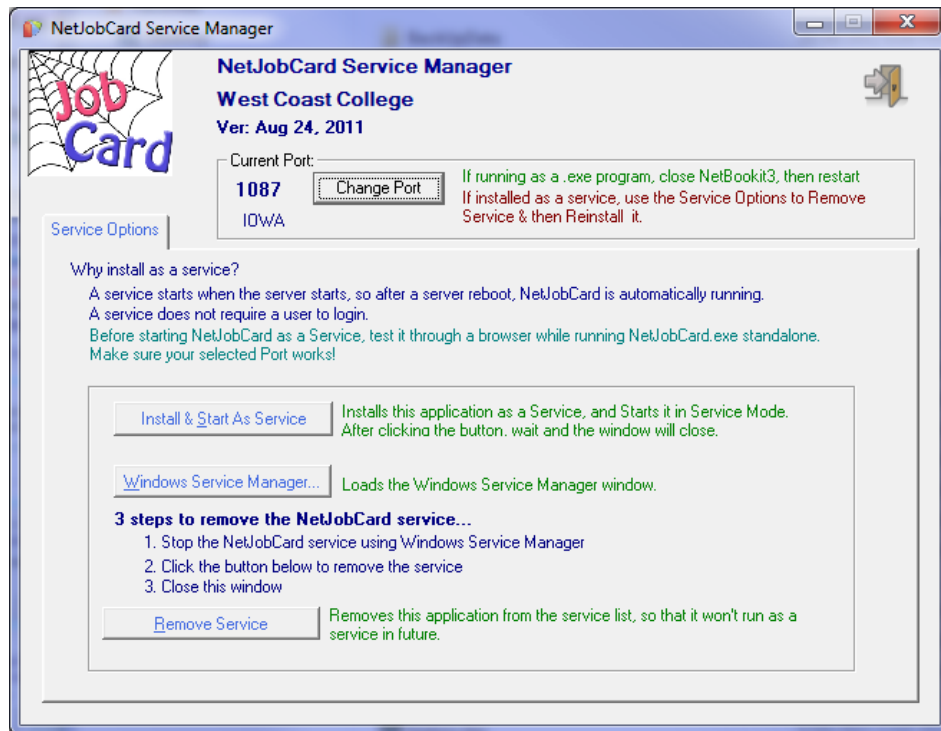 NetJobCard Service Manager
Job
Card
NetJobCard Service Manager
West Coast College
Ver: Aug 24, 2011
Current Port:
1087
Change Port
IOWA
If running as a .exe program, close NetBookit3, then restart
If installed as a service, use the Service Options to Remove
Service & then Reinstall it.
Service Options
Why install as a service?
A service starts when the server starts, so after a server reboot, NetJobCard is automatically running.
A service does not require a user to login.
Before starting NetJobCard as a Service, test it through a browser while running NetJobCard.exe standalone.
Make sure your selected Port works!
Install & Start As Service
Installs this application as a Service, and Starts it in Service Mode.
After clicking the button, wait and the window will close.
Windows Service Manager...
Loads the Windows Service Manager window.
3 steps to remove the NetJobCard service...
1. Stop the NetJobCard service using Windows Service Manager
2. Click the button below to remove the service
3. Close this window
Remove Service
Removes this application from the service list, so that it won't run as a
service in future.